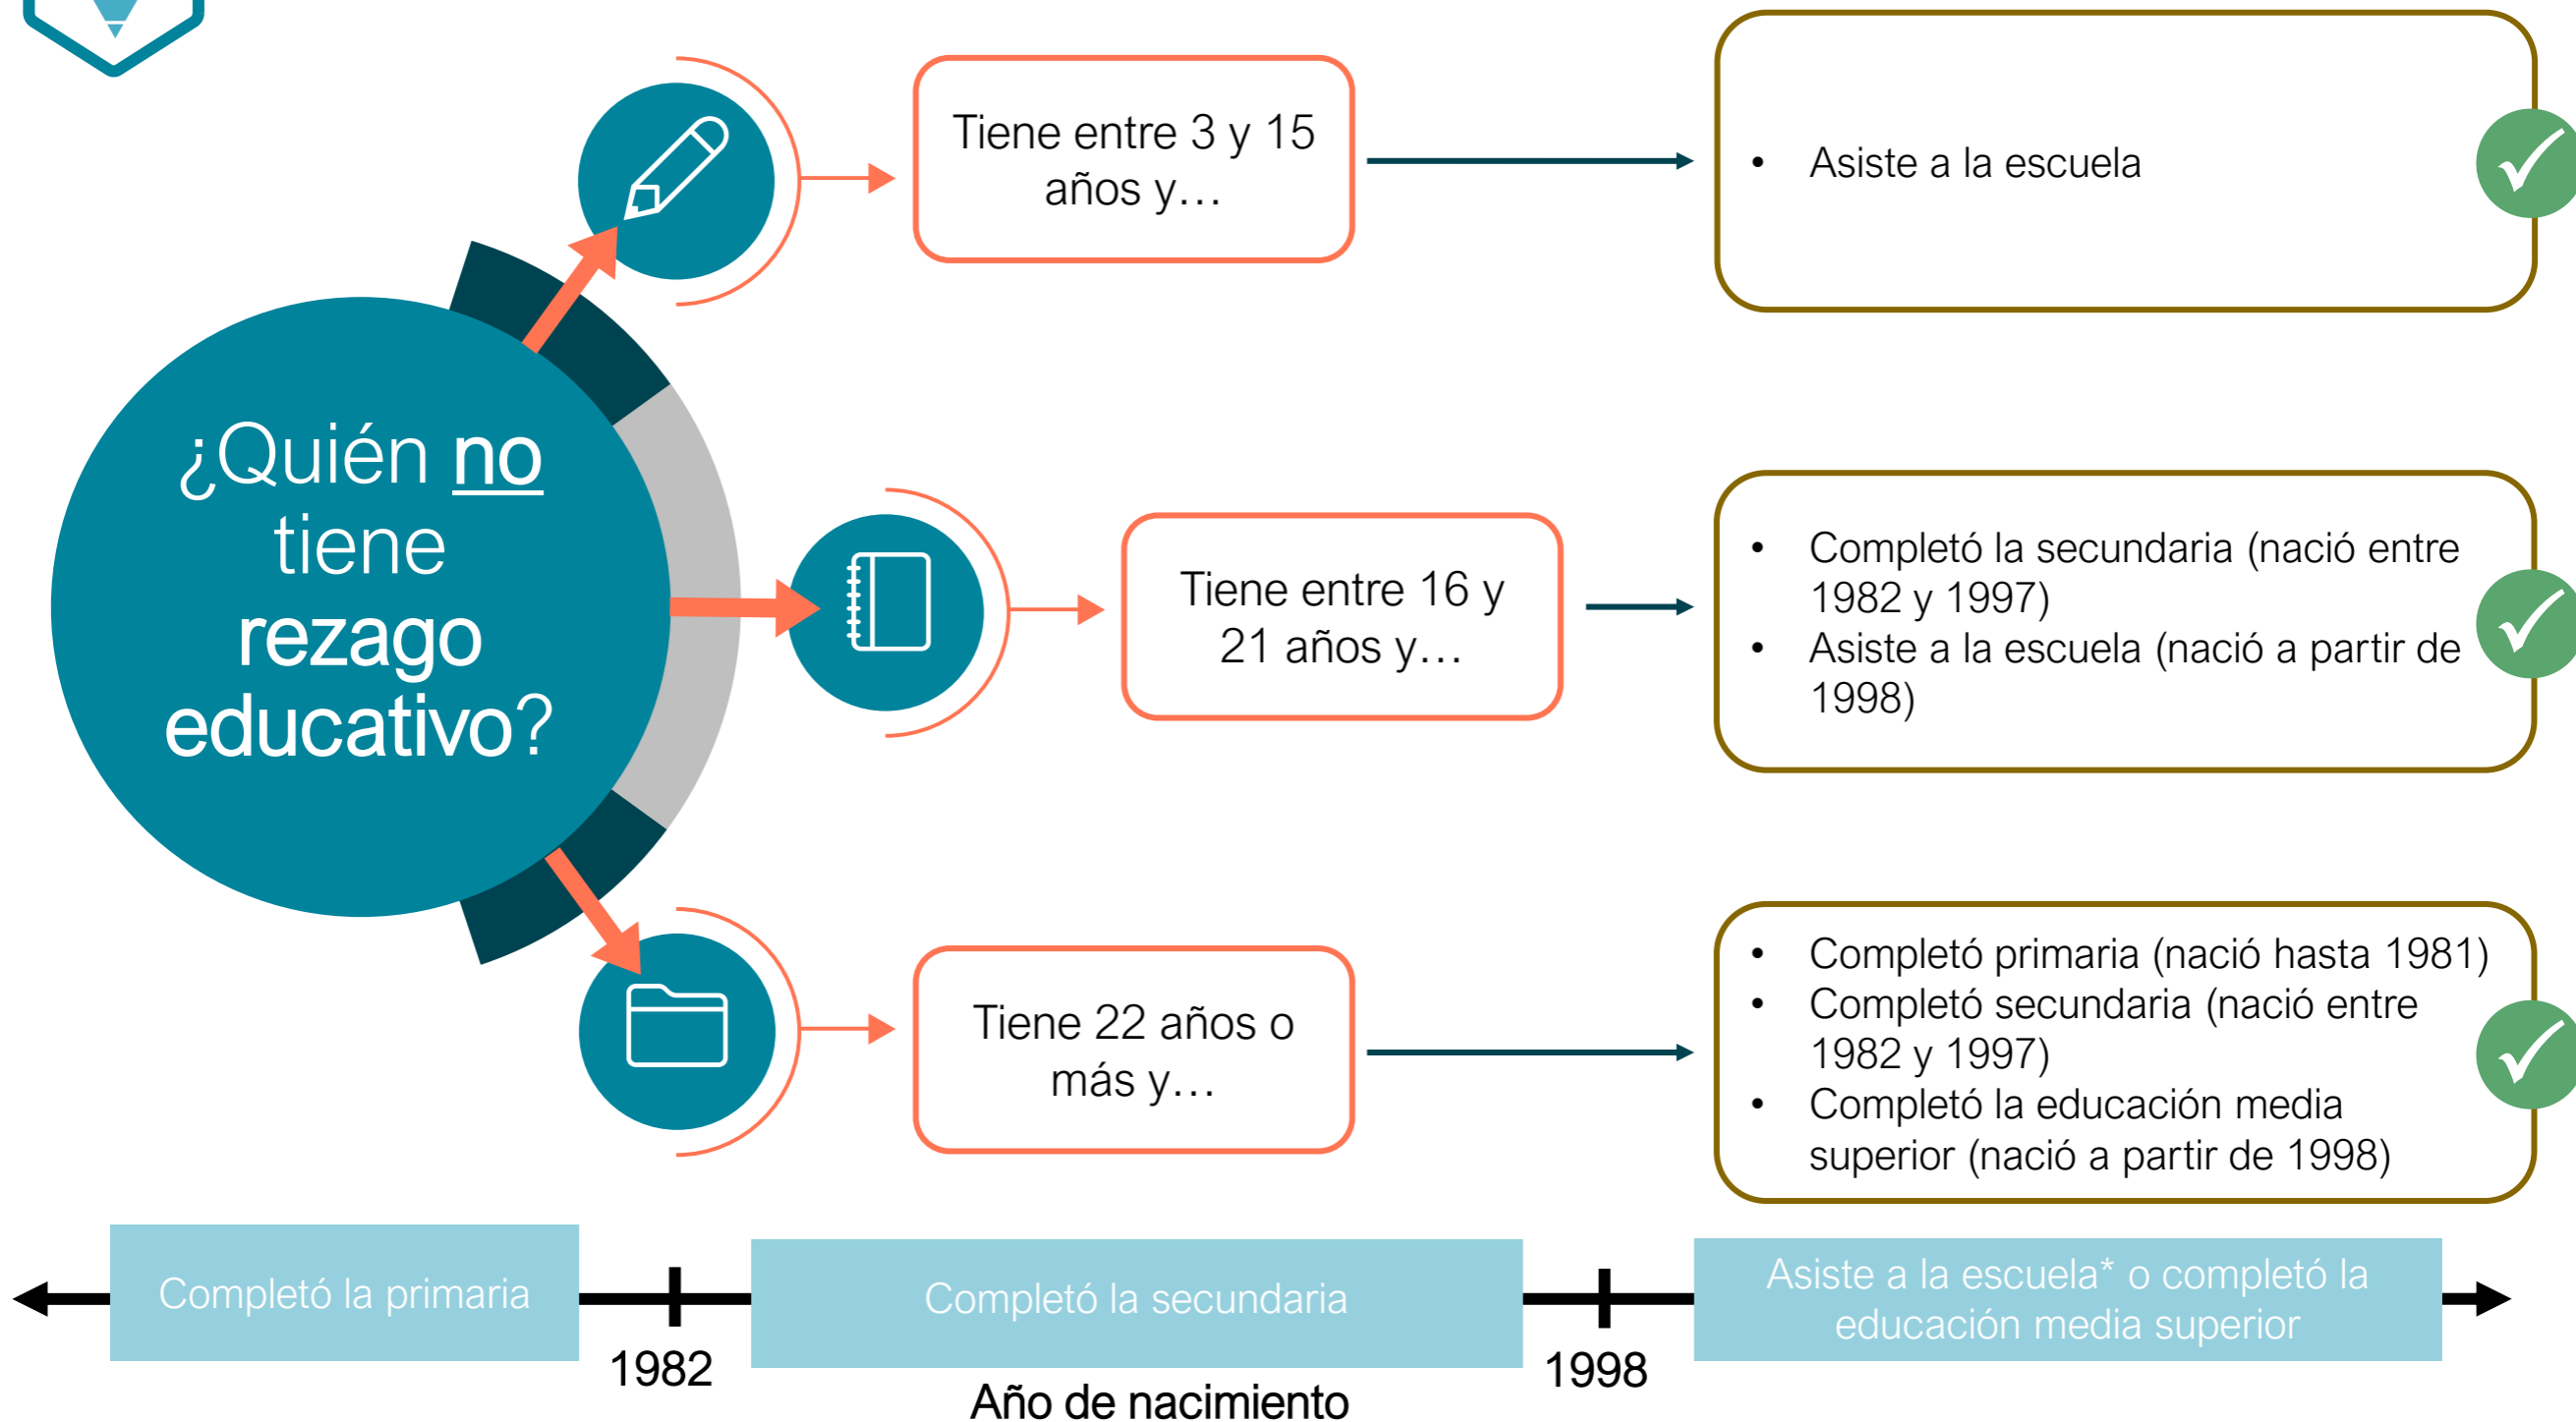 ¿Quién no
tiene
rezago
educativo?
Tiene entre 3 y 15
años y…
• Asiste a la escuela
Tiene entre 16 y
21 años y…
• Completó la secundaria (nació entre
1982 y 1997)
• Asiste a la escuela (nació a partir de
1998)
Tiene 22 años o
más y…
• Completó primaria (nació hasta 1981)
• Completó secundaria (nació entre
1982 y 1997)
• Completó la educación media
superior (nació a partir de 1998)
Completó la primaria
1982
Completó la secundaria
1998
Asiste a la escuela* o completó la
educación media superior
Año de nacimiento